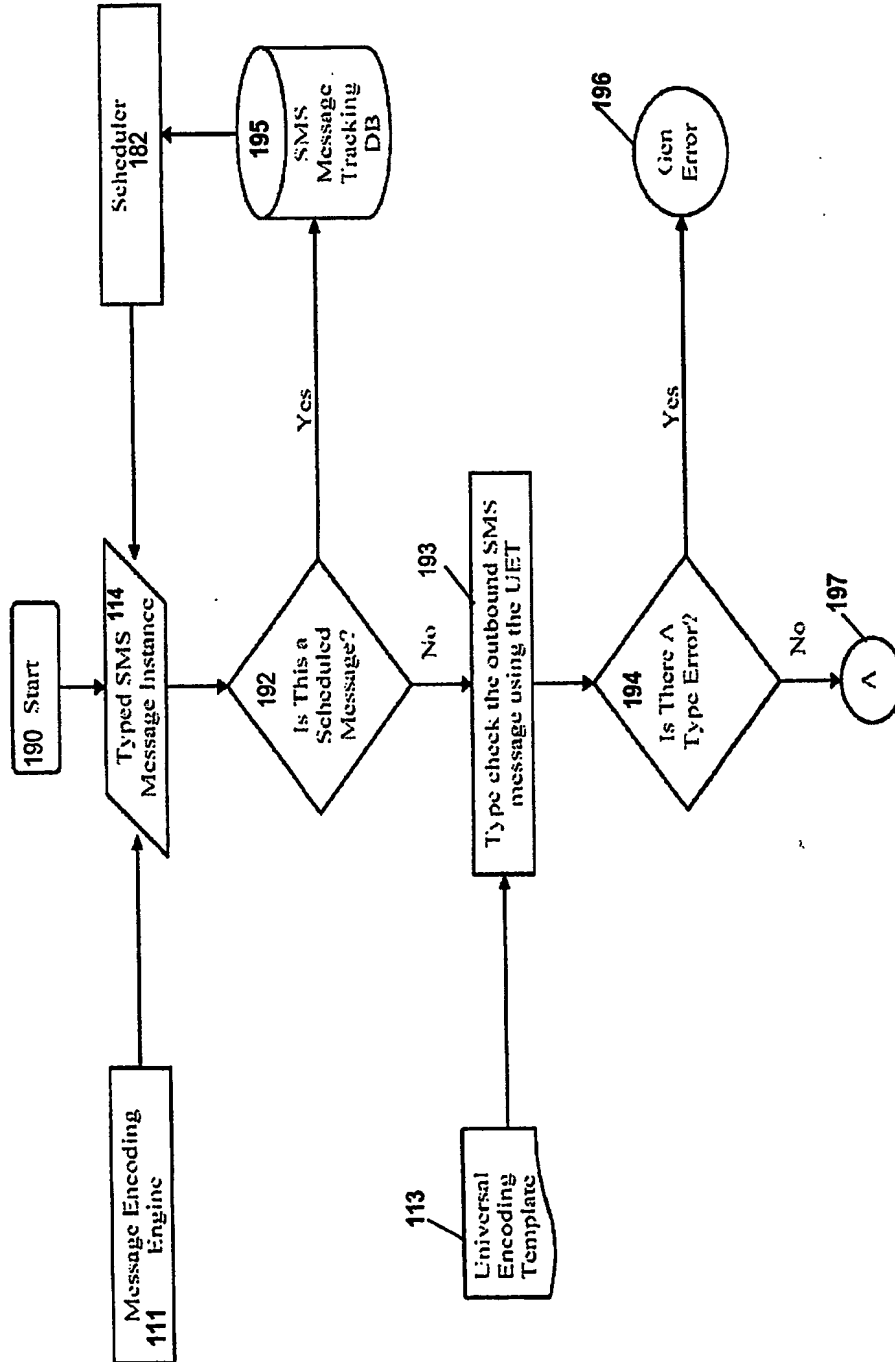 190 Start
Message Encoding
Engine
111
Typed SMS 114
Message Instance
Scheduler
182
192
Is This a
Scheduled
Message?
Yes
195
SMS
Message
Tracking
DB
No
Universal
Encoding
Template
113
193
Type check the outbound SMS
message using the UET
194
Is There A
Type Error?
Yes
Gen
Error
196
No
A
197